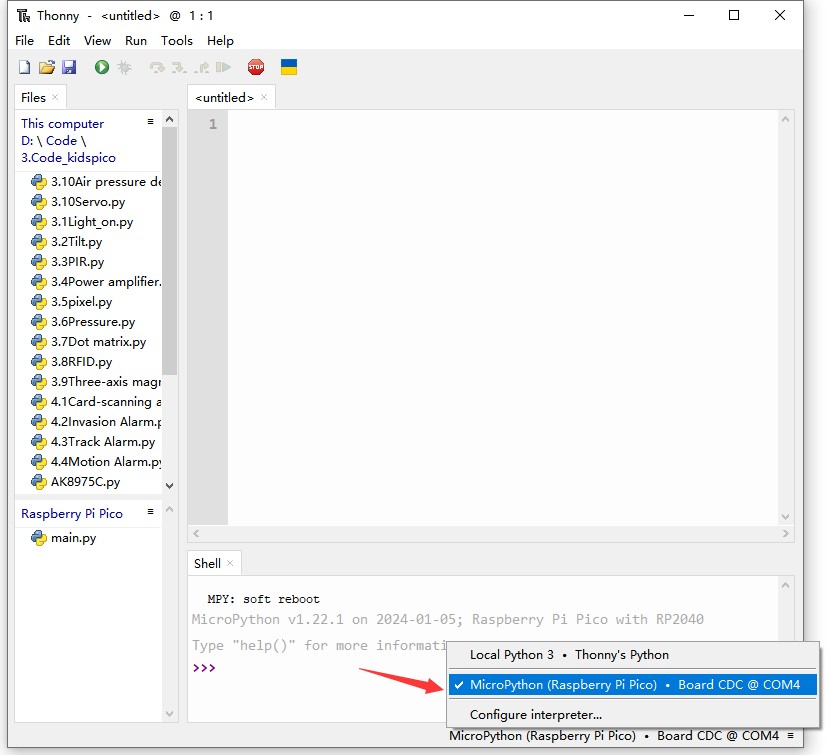 Thonny - <untitled> @ 1 : 1
File Edit View Run Tools Help
STOP
Files
<untitled>
This computer
D: \ Code \
3.Code_kidspico
3.10Air pressure de
3.10Servo.py
3.1Light_on.py
3.2Tilt.py
3.3PIR.py
3.4Power amplifier.
3.5pixel.py
3.6Pressure.py
3.7Dot matrix.py
3.8RFID.py
3.9Three-axis magr
4.1Card-scanning a
4.2Invasion Alarm.p
4.3Track Alarm.py
4.4Motion Alarm.py
AK8975C.py
Raspberry Pi Pico
main.py
1
Shell
MPY: soft reboot
MicroPython v1.22.1 on 2024-01-05; Raspberry Pi Pico with RP2040
Type "help()" for more informati
>>>
Local Python 3 • Thonny's Python
MicroPython (Raspberry Pi Pico) • Board CDC @ COM4
Configure interpreter...
MicroPython (Raspberry Pi Pico) • Board CDC @ COM4 ≡